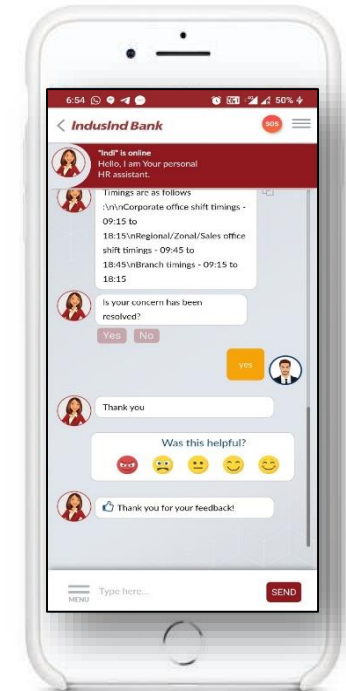 6:54 50%
IndusInd Bank SOS
"Indi" is online
Hello, I am Your personal
HR assistant.
Timings are as follows
:\n\nCorporate office shift timings -
09:15 to
18:15\nRegional/Zonal/Sales office
shift timings - 09:45 to
18:45\nBranch timings - 09:15 to
18:15
Is your concern has been
resolved?
Yes No
yes
Thank you
Was this helpful?
Thank you for your feedback!
MENU Type here... SEND